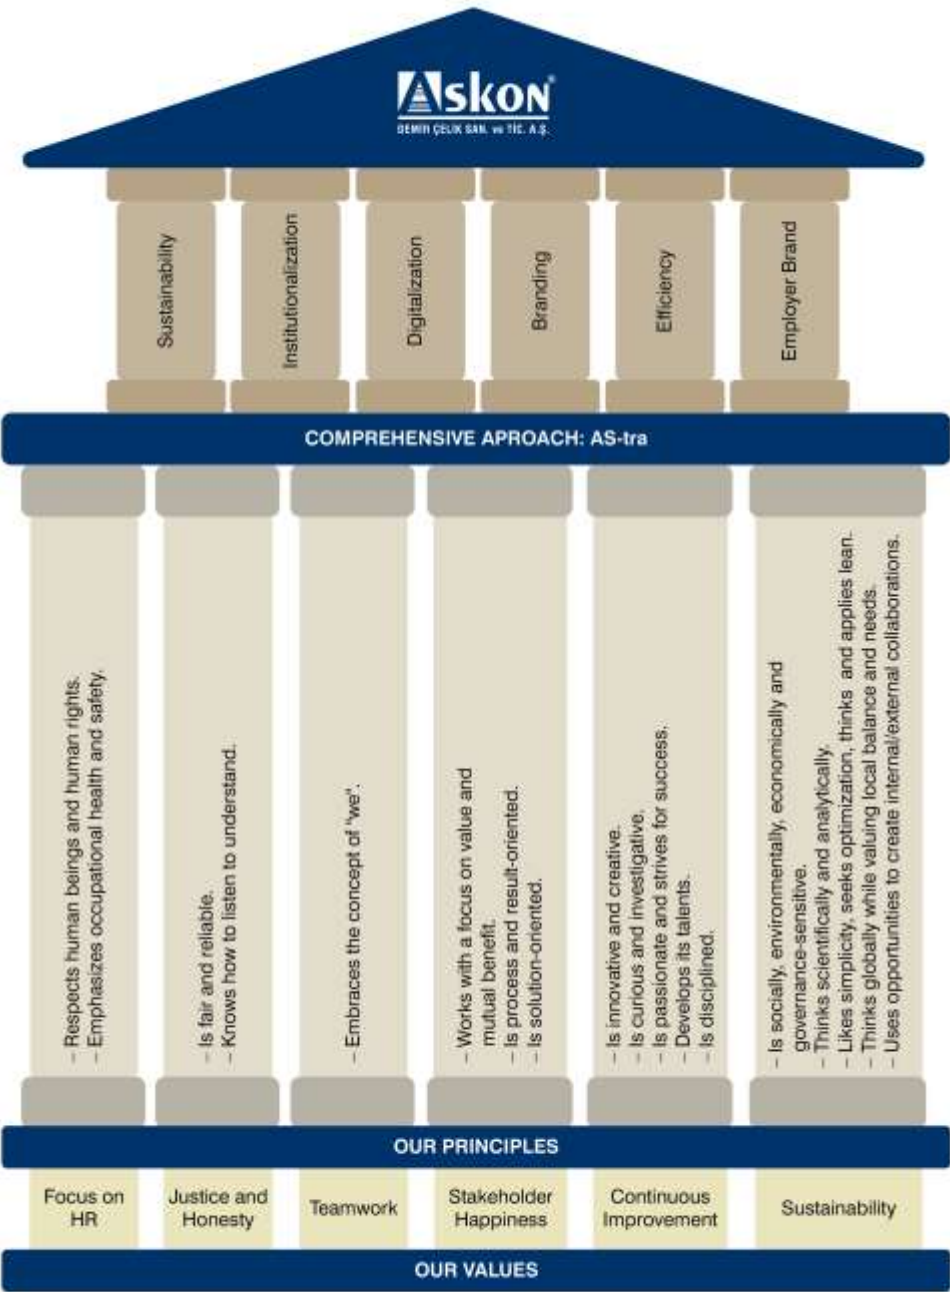 ASKON
DEMİR ÇELİK SAN. ve TİC. A.Ş.
Sustainability
Institutionalization
Digitalization
Branding
Efficiency
Employer Brand
COMPREHENSIVE APROACH: AS-tra
– Respects human beings and human rights.
– Emphasizes occupational health and safety.
– Is fair and reliable.
– Knows how to listen to understand.
– Embraces the concept of "we".
– Works with a focus on value and
mutual benefit.
– Is process and result-oriented.
– Is solution-oriented.
– Is innovative and creative.
– Is curious and investigative.
– Is passionate and strives for success.
– Develops its talents.
– Is disciplined.
– Is socially, environmentally, economically and
governance-sensitive.
– Thinks scientifically and analytically.
– Likes simplicity, seeks optimization, thinks and applies lean.
– Thinks globally while valuing local balance and needs.
– Uses opportunities to create internal/external collaborations.
OUR PRINCIPLES
Focus on
HR
Justice and
Honesty
Teamwork
Stakeholder
Happiness
Continuous
Improvement
Sustainability
OUR VALUES